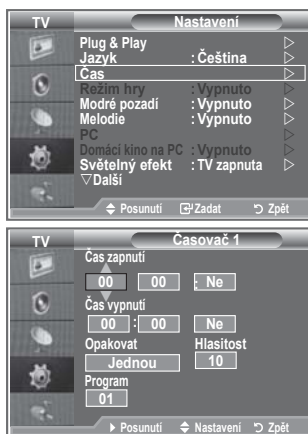 TV Nastavení
Plug & Play
Jazyk : Čeština
Čas
Režim hry : Vypnuto
Modré pozadí : Vypnuto
Melodie : Vypnuto
PC
Domácí kino na PC : Vypnuto
Světelný efekt : TV zapnuta
▽Další
Posunutí Zadat Zpět
TV Časovač 1
Čas zapnutí
00 00 : Ne
Čas vypnutí
00 : 00 Ne
Opakovat Hlasitost
Jednou 10
Program
01
Posunutí Nastavení Zpět